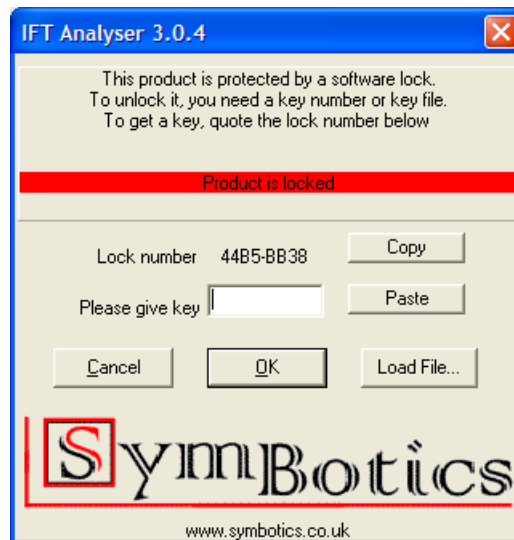 IFT Analyser 3.0.4
This product is protected by a software lock.
To unlock it, you need a key number or key file.
To get a key, quote the lock number below
Product is locked
Lock number 44B5-BB38 Copy
Please give key Paste
Cancel OK Load File...
SymBotics
www.symbotics.co.uk